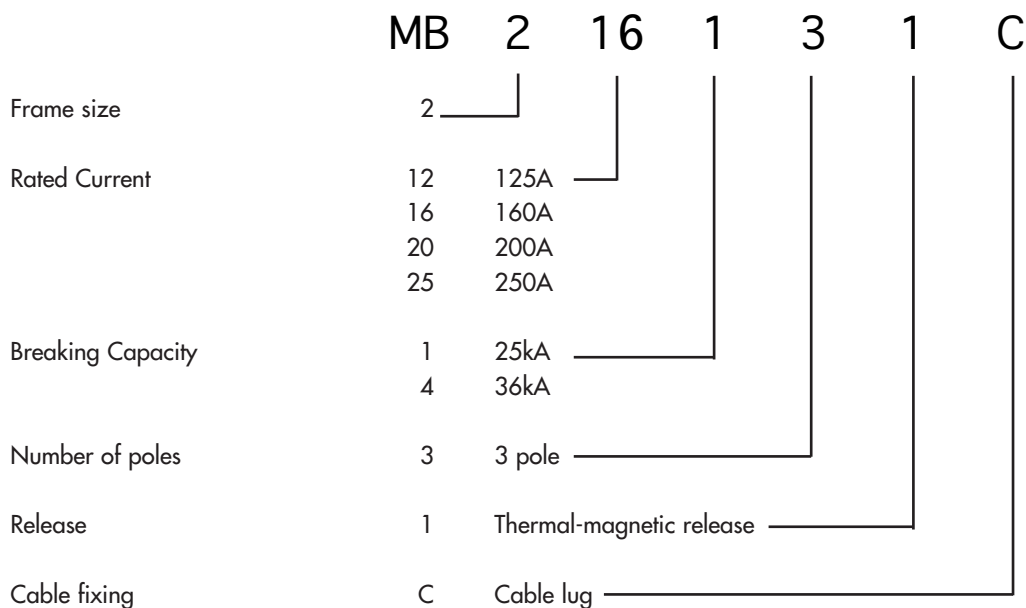 MB 2 16 1 3 1 C
Frame size 2
Rated Current 12 125A
16 160A
20 200A
25 250A
Breaking Capacity 1 25kA
4 36kA
Number of poles 3 3 pole
Release 1 Thermal-magnetic release
Cable fixing C Cable lug